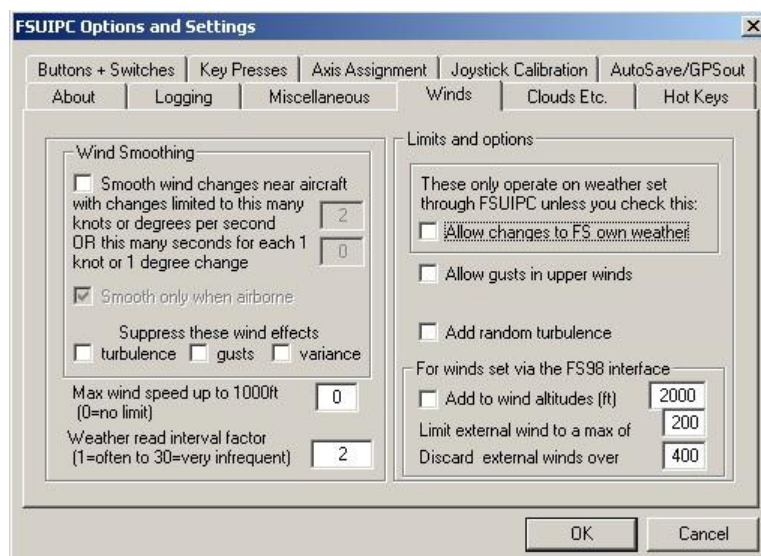 FSUIPC Options and Settings
Buttons + Switches
Key Presses
Axis Assignment
Joystick Calibration
AutoSave/GPSout
About
Logging
Miscellaneous
Winds
Clouds Etc.
Hot Keys
Wind Smoothing
Smooth wind changes near aircraft
with changes limited to this many
knots or degrees per second
2
OR this many seconds for each 1
knot or 1 degree change
0
Smooth only when airborne
Suppress these wind effects
turbulence
gusts
variance
Max wind speed up to 1000ft
(0=no limit)
0
Weather read interval factor
(1=often to 30=very infrequent)
2
Limits and options
These only operate on weather set
through FSUIPC unless you check this:
Allow changes to FS own weather
Allow gusts in upper winds
Add random turbulence
For winds set via the FS98 interface
Add to wind altitudes (ft)
2000
Limit external wind to a max of
200
Discard external winds over
400
OK
Cancel